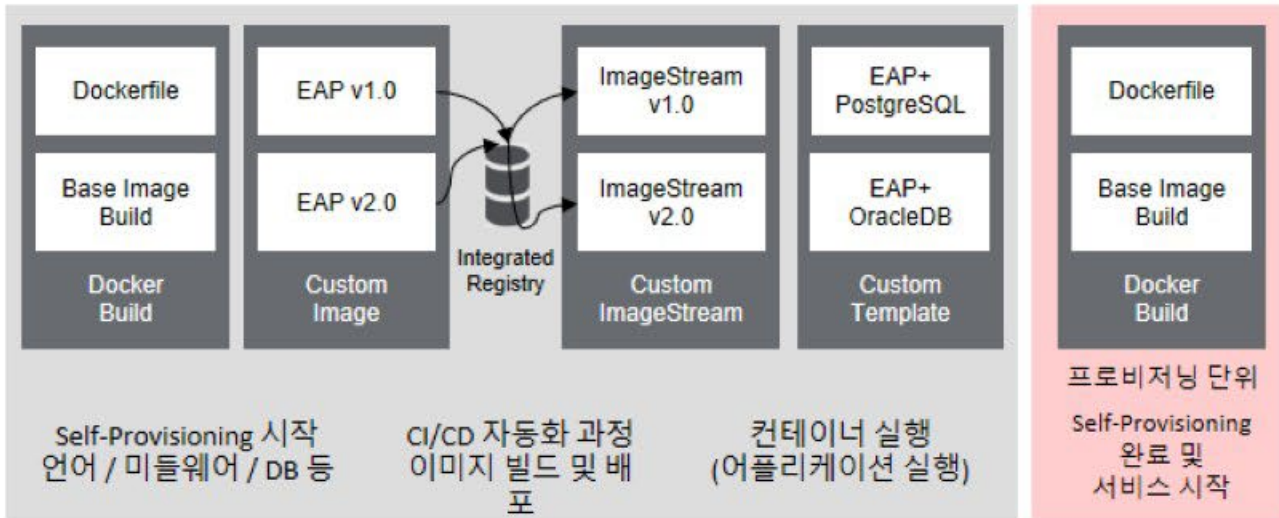 Dockerfile
Base Image
Build
Docker
Build
EAP v1.0
EAP v2.0
Custom
Image
Integrated
Registry
ImageStream
v1.0
ImageStream
v2.0
Custom
ImageStream
EAP+
PostgreSQL
EAP+
OracleDB
Custom
Template
Dockerfile
Base Image
Build
Docker
Build
프로비저닝 단위
Self-Provisioning 시작
언어 / 미들웨어 / DB 등
CI/CD 자동화 과정
이미지 빌드 및 배
포
컨테이너 실행
(어플리케이션 실행)
Self-Provisioning
완료 및
서비스 시작